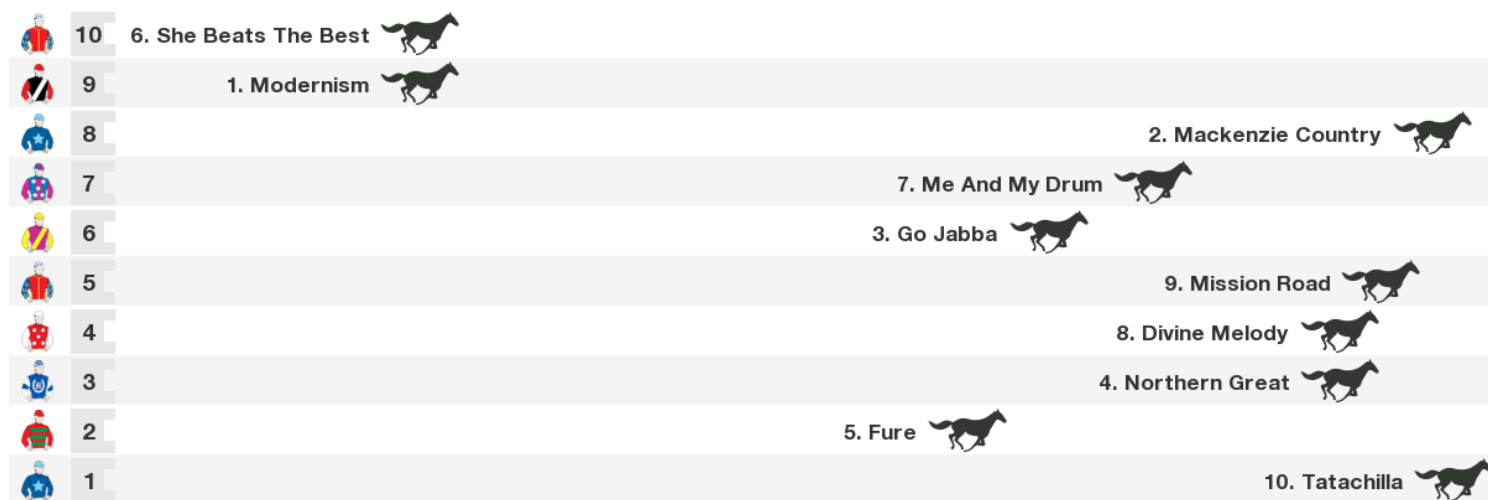 10 6. She Beats The Best
9 1. Modernism
8 2. Mackenzie Country
7 7. Me And My Drum
6 3. Go Jabba
5 9. Mission Road
4 8. Divine Melody
3 4. Northern Great
2 5. Fure
1 10. Tatachilla